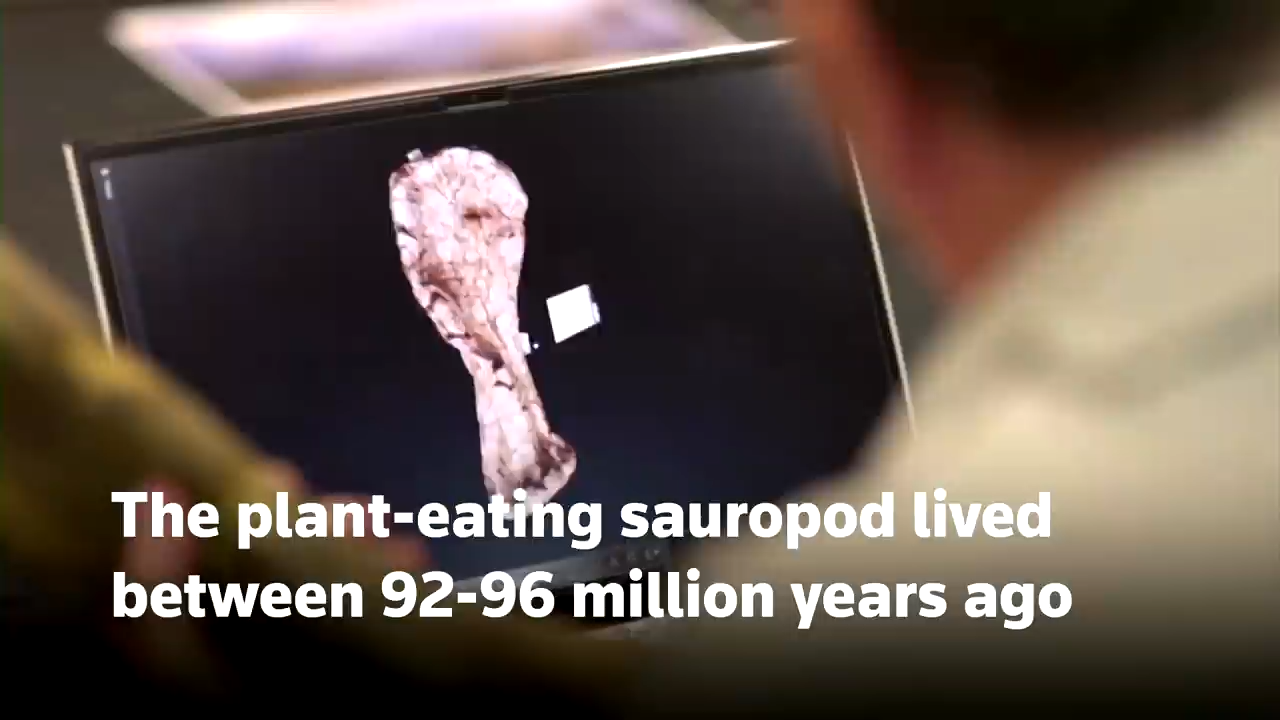 The plant-eating sauropod lived
between 92-96 million years ago